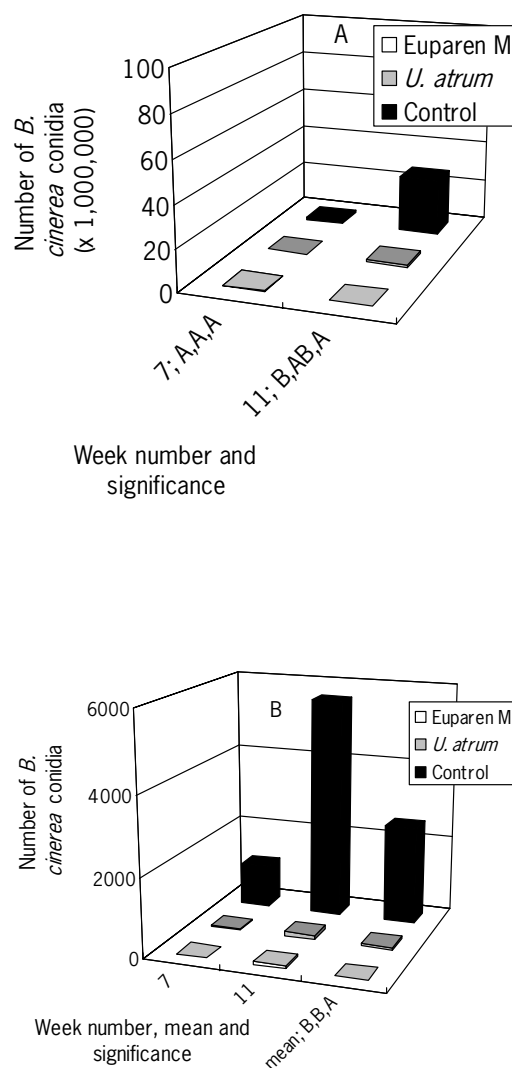 A
Euparen M
U. atrum
Control
Number of B.
cinerea conidia
(x 1,000,000)
100
80
60
40
20
0
7; A,A,A
11; B,AB,A
Week number and
significance
B
Euparen M
U. atrum
Control
Number of B.
cinerea conidia
6000
4000
2000
0
7
11
mean; B,B,A
Week number, mean and
significance